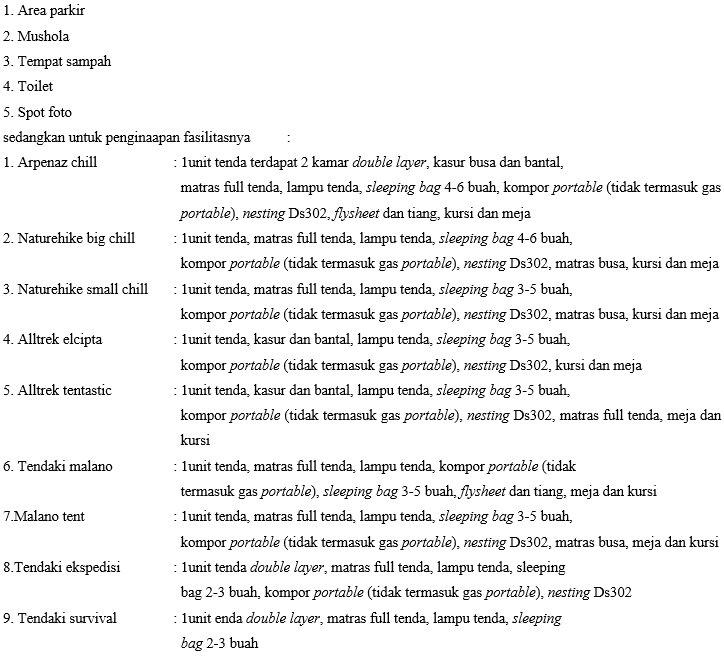 1. Area parkir
2. Mushola
3. Tempat sampah
4. Toilet
5. Spot foto
sedangkan untuk penginaapan fasilitasnya :
1. Arpenaz chill : 1unit tenda terdapat 2 kamar double layer, kasur busa dan bantal,
matras full tenda, lampu tenda, sleeping bag 4-6 buah, kompor portable (tidak termasuk gas
portable), nesting Ds302, flysheet dan tiang, kursi dan meja
2. Naturehike big chill : 1unit tenda, matras full tenda, lampu tenda, sleeping bag 4-6 buah,
kompor portable (tidak termasuk gas portable), nesting Ds302, matras busa, kursi dan meja
3. Naturehike small chill : 1unit tenda, matras full tenda, lampu tenda, sleeping bag 3-5 buah,
kompor portable (tidak termasuk gas portable), nesting Ds302, matras busa, kursi dan meja
4. Alltrek elcipta : 1unit tenda, kasur dan bantal, lampu tenda, sleeping bag 3-5 buah,
kompor portable (tidak termasuk gas portable), nesting Ds302, kursi dan meja
5. Alltrek tentastic : 1unit tenda, kasur dan bantal, lampu tenda, sleeping bag 3-5 buah,
kompor portable (tidak termasuk gas portable), nesting Ds302, matras full tenda, meja dan
kursi
6. Tendaki malano : 1unit tenda, matras full tenda, lampu tenda, kompor portable (tidak
termasuk gas portable), sleeping bag 3-5 buah, flysheet dan tiang, meja dan kursi
7.Malano tent : 1unit tenda, matras full tenda, lampu tenda, sleeping bag 3-5 buah,
kompor portable (tidak termasuk gas portable), nesting Ds302, matras busa, meja dan kursi
8.Tendaki ekspedisi : 1unit tenda double layer, matras full tenda, lampu tenda, sleeping
bag 2-3 buah, kompor portable (tidak termasuk gas portable), nesting Ds302
9. Tendaki survival : 1unit enda double layer, matras full tenda, lampu tenda, sleeping
bag 2-3 buah